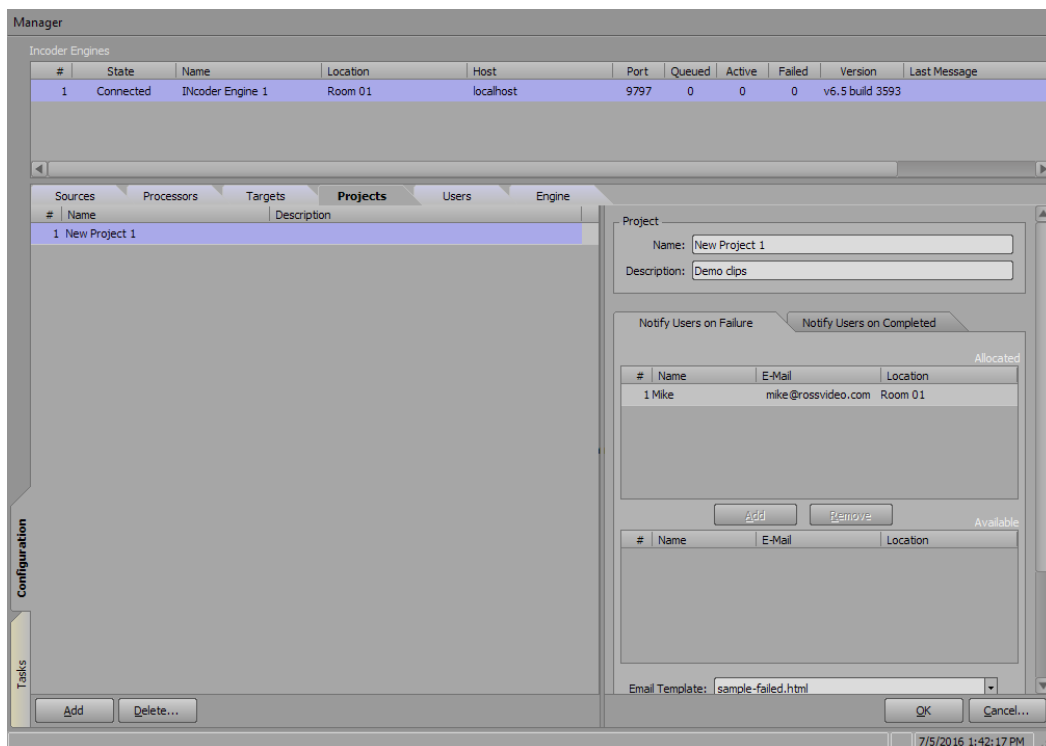 Manager
Incoder Engines
# State Name Location Host Port Queued Active Failed Version Last Message
1 Connected INcoder Engine 1 Room 01 localhost 9797 0 0 0 v6.5 build 3593
Sources Processors Targets Projects Users Engine
# Name Description
1 New Project 1
Project
Name: New Project 1
Description: Demo clips
Notify Users on Failure Notify Users on Completed
Allocated
# Name E-Mail Location
1 Mike mike@rossvideo.com Room 01
Add Remove
Available
# Name E-Mail Location
Configuration
Tasks
Email Template: sample-failed.html
Add Delete... OK Cancel...
7/5/2016 1:42:17 PM